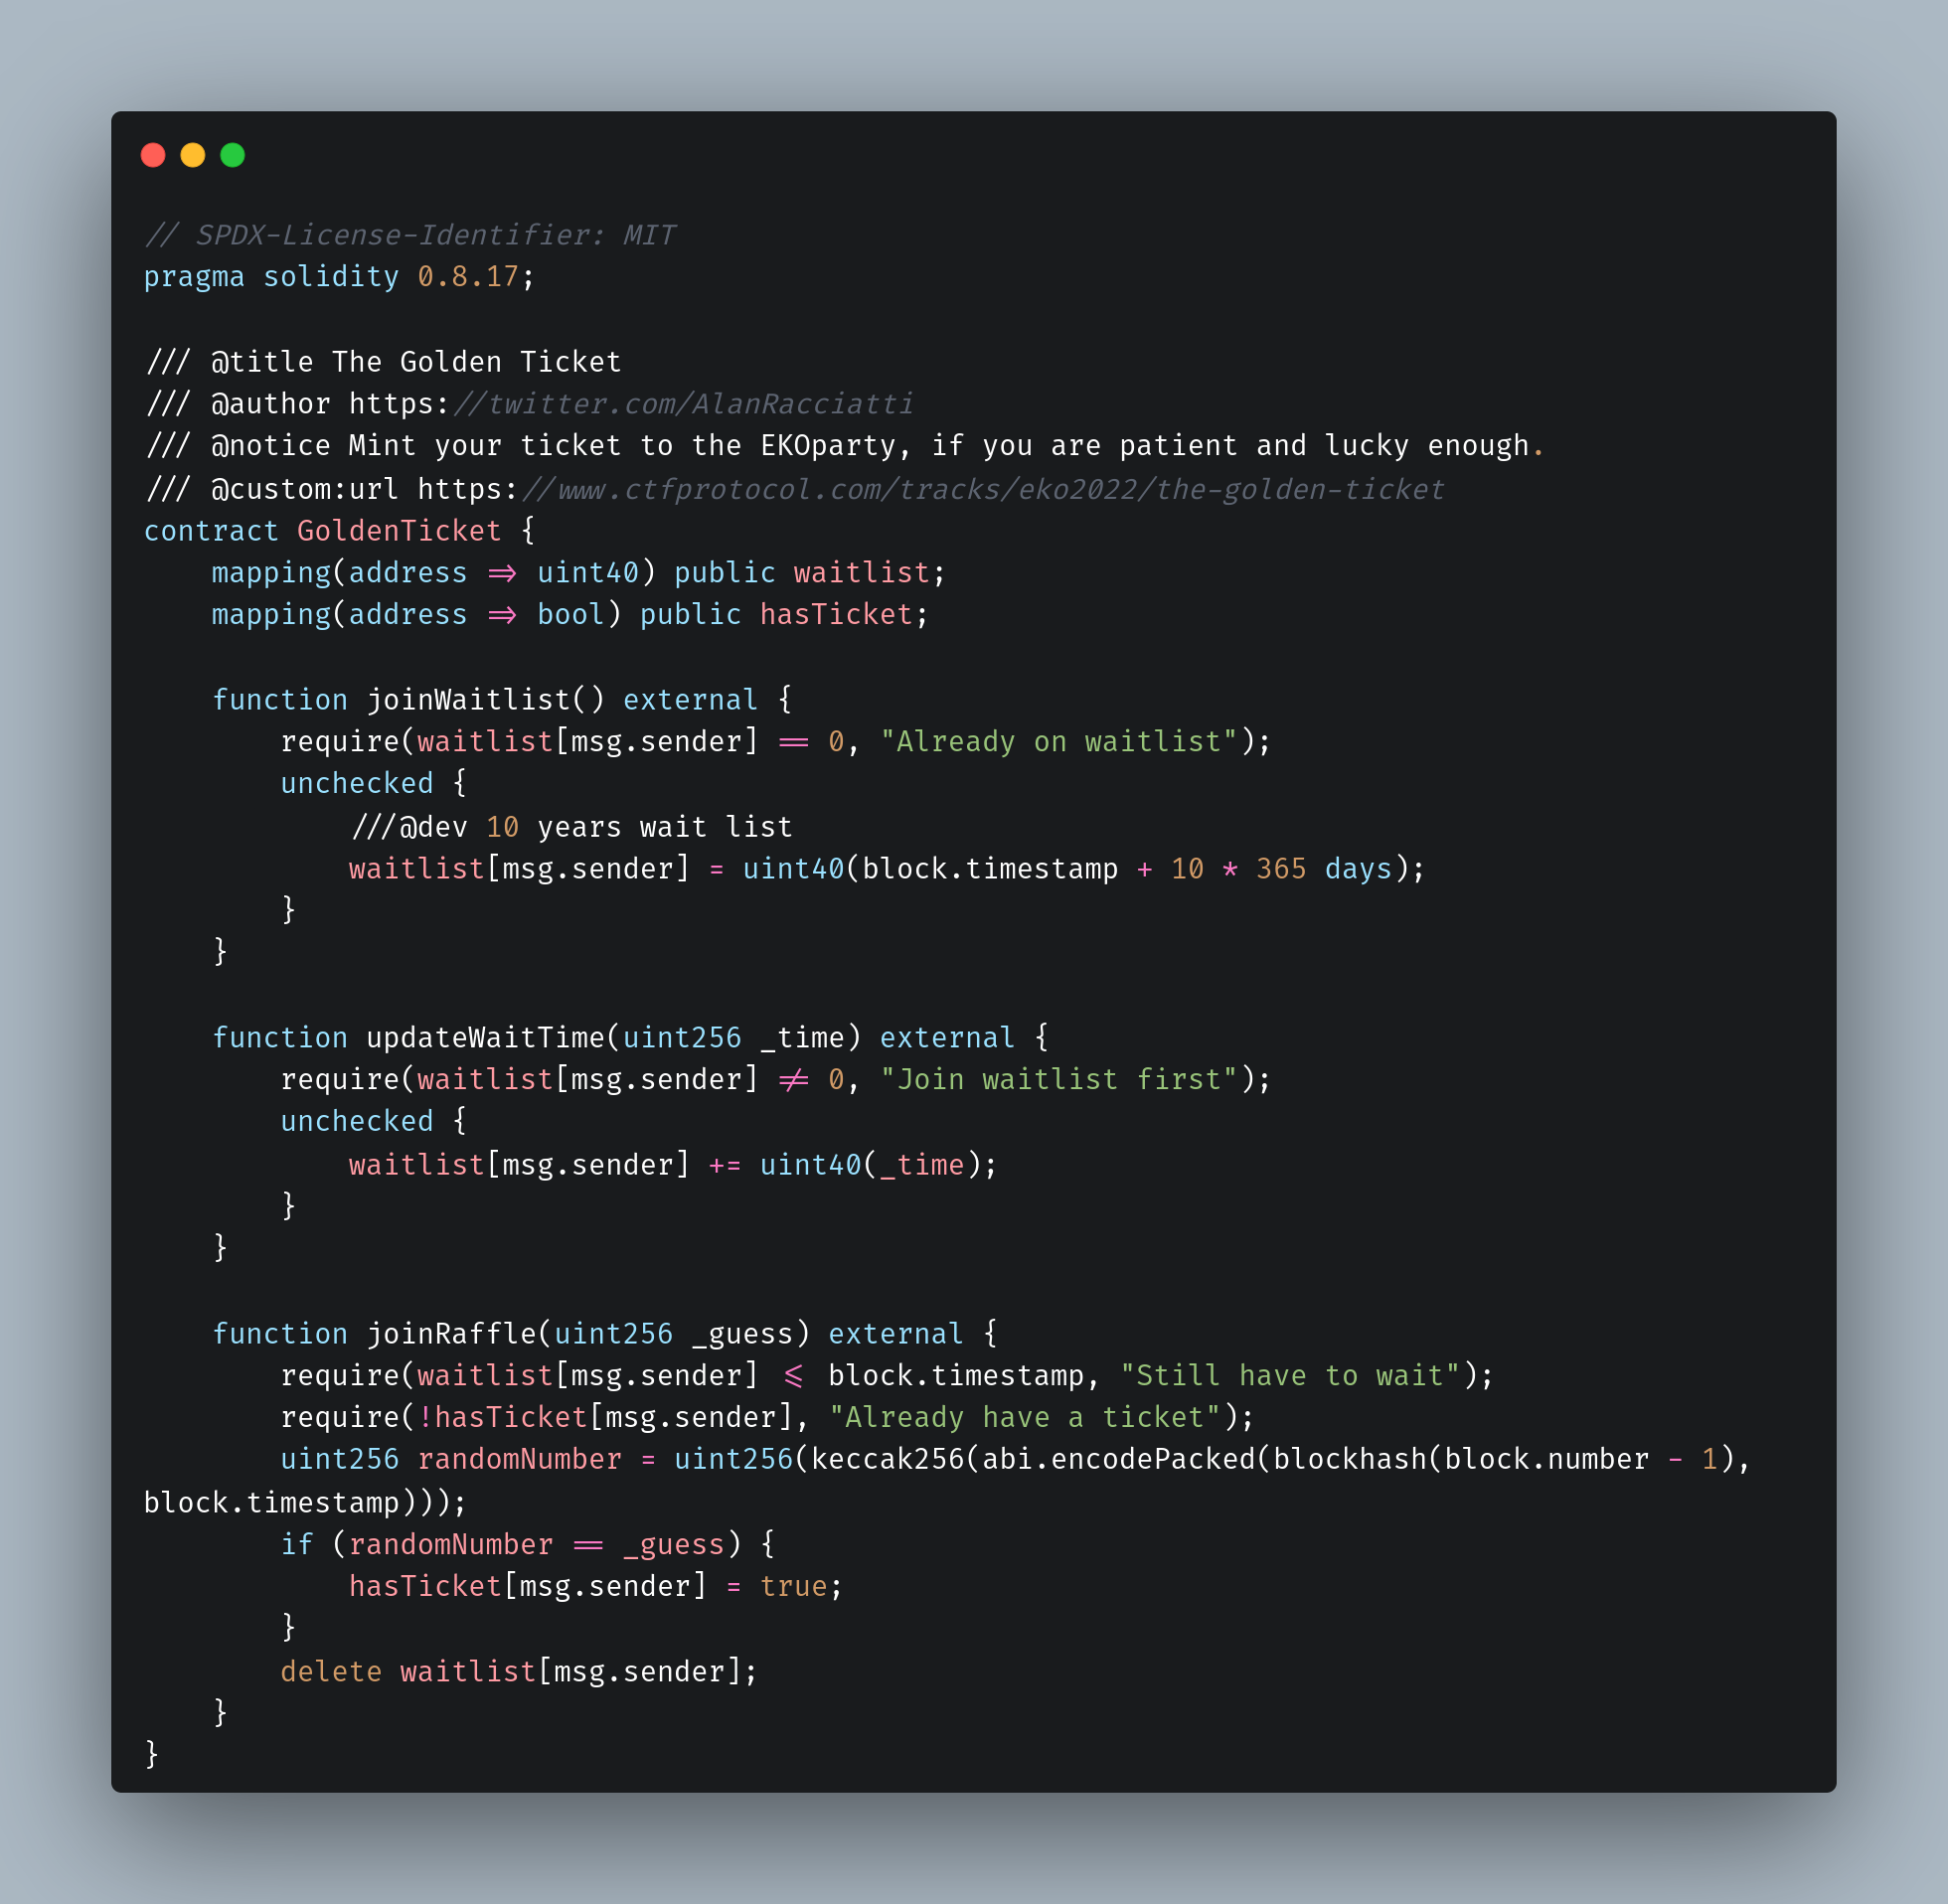 // SPDX-License-Identifier: MIT
pragma solidity 0.8.17;

/// @title The Golden Ticket
/// @author https://twitter.com/AlanRacciatti
/// @notice Mint your ticket to the EKOparty, if you are patient and lucky enough.
/// @custom:url https://www.ctfprotocol.com/tracks/eko2022/the-golden-ticket
contract GoldenTicket {
    mapping(address => uint40) public waitlist;
    mapping(address => bool) public hasTicket;

    function joinWaitlist() external {
        require(waitlist[msg.sender] == 0, "Already on waitlist");
        unchecked {
            ///@dev 10 years wait list
            waitlist[msg.sender] = uint40(block.timestamp + 10 * 365 days);
        }
    }

    function updateWaitTime(uint256 _time) external {
        require(waitlist[msg.sender] != 0, "Join waitlist first");
        unchecked {
            waitlist[msg.sender] += uint40(_time);
        }
    }

    function joinRaffle(uint256 _guess) external {
        require(waitlist[msg.sender] <= block.timestamp, "Still have to wait");
        require(!hasTicket[msg.sender], "Already have a ticket");
        uint256 randomNumber = uint256(keccak256(abi.encodePacked(blockhash(block.number - 1),
block.timestamp)));
        if (randomNumber == _guess) {
            hasTicket[msg.sender] = true;
        }
        delete waitlist[msg.sender];
    }
}